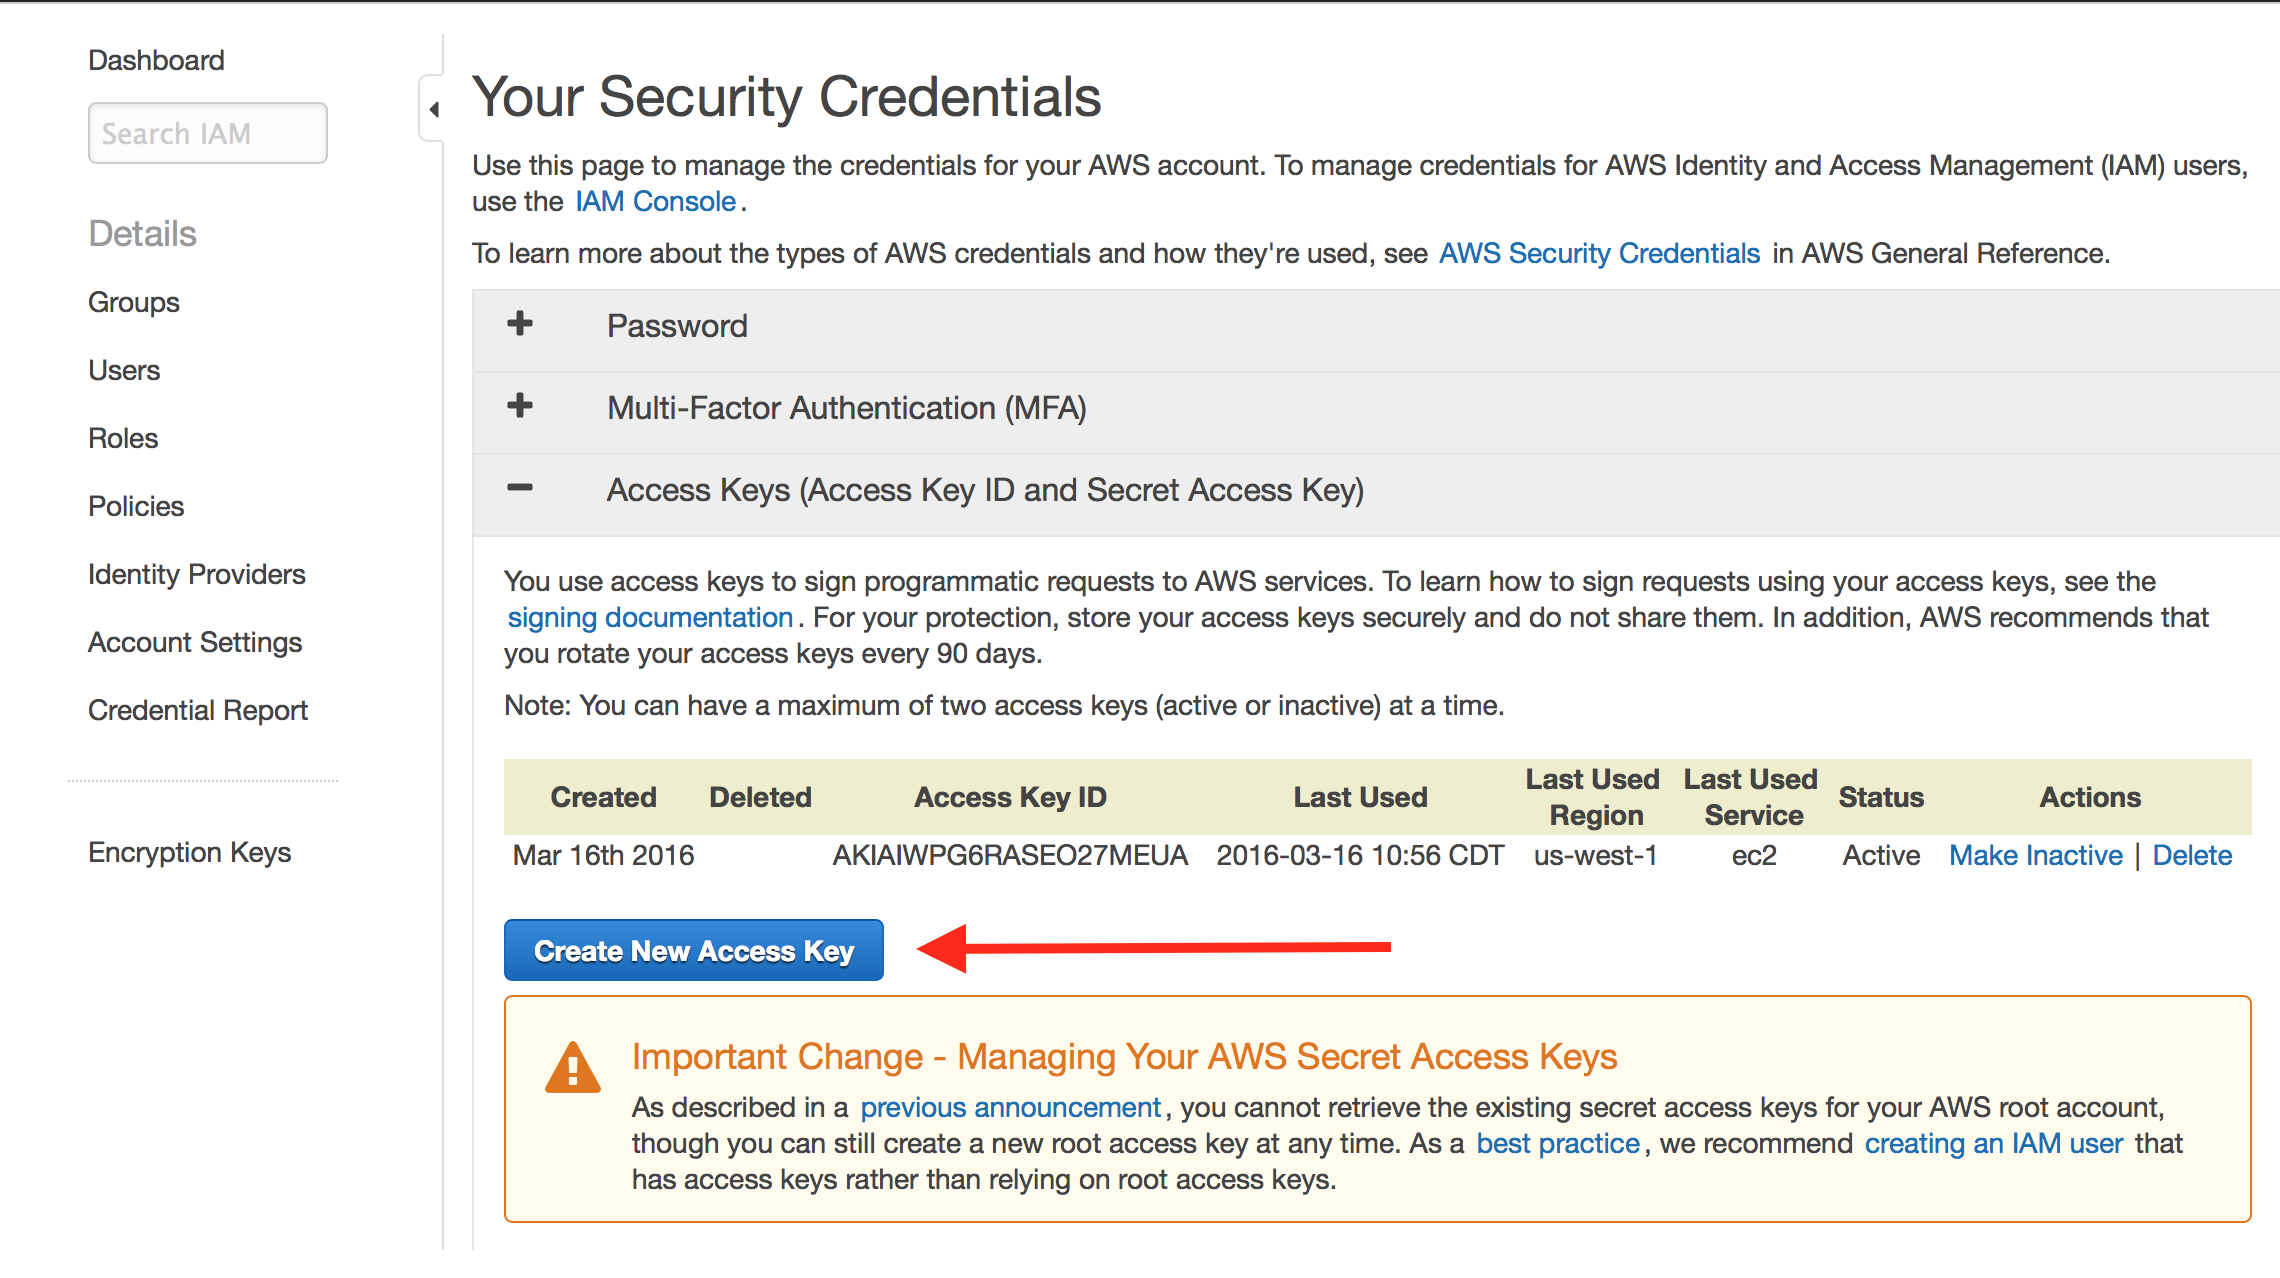 Dashboard
Search IAM
Details
Groups
Users
Roles
Policies
Identity Providers
Account Settings
Credential Report
Encryption Keys
Your Security Credentials
Use this page to manage the credentials for your AWS account. To manage credentials for AWS Identity and Access Management (IAM) users,
use the IAM Console.
To learn more about the types of AWS credentials and how they're used, see AWS Security Credentials in AWS General Reference.
Password
Multi-Factor Authentication (MFA)
Access Keys (Access Key ID and Secret Access Key)
You use access keys to sign programmatic requests to AWS services. To learn how to sign requests using your access keys, see the
signing documentation. For your protection, store your access keys securely and do not share them. In addition, AWS recommends that
you rotate your access keys every 90 days.
Note: You can have a maximum of two access keys (active or inactive) at a time.
Created Deleted Access Key ID Last Used Last Used Region Last Used Service Status Actions
Mar 16th 2016 AKIAIWPG6RASEO27MEUA 2016-03-16 10:56 CDT us-west-1 ec2 Active Make Inactive | Delete
Create New Access Key
Important Change - Managing Your AWS Secret Access Keys
As described in a previous announcement, you cannot retrieve the existing secret access keys for your AWS root account,
though you can still create a new root access key at any time. As a best practice, we recommend creating an IAM user that
has access keys rather than relying on root access keys.